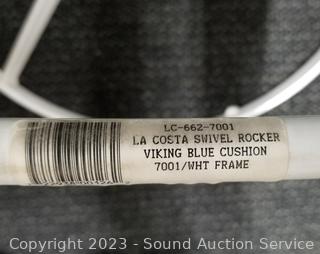 LC-662-7001
LA COSTA SWIVEL ROCKER
VIKING BLUE CUSHION
7001/WHT FRAME
Copyright 2023 - Sound Auction Service